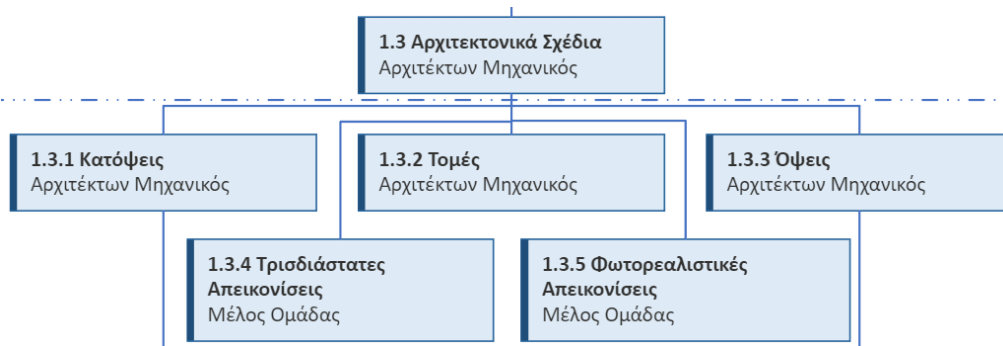 1.3 Αρχιτεκτονικά Σχέδια
Αρχιτέκτων Μηχανικός
1.3.1 Κατόψεις
Αρχιτέκτων Μηχανικός
1.3.2 Τομές
Αρχιτέκτων Μηχανικός
1.3.3 Όψεις
Αρχιτέκτων Μηχανικός
1.3.4 Τρισδιάστατες
Απεικονίσεις
Μέλος Ομάδας
1.3.5 Φωτορεαλιστικές
Απεικονίσεις
Μέλος Ομάδας